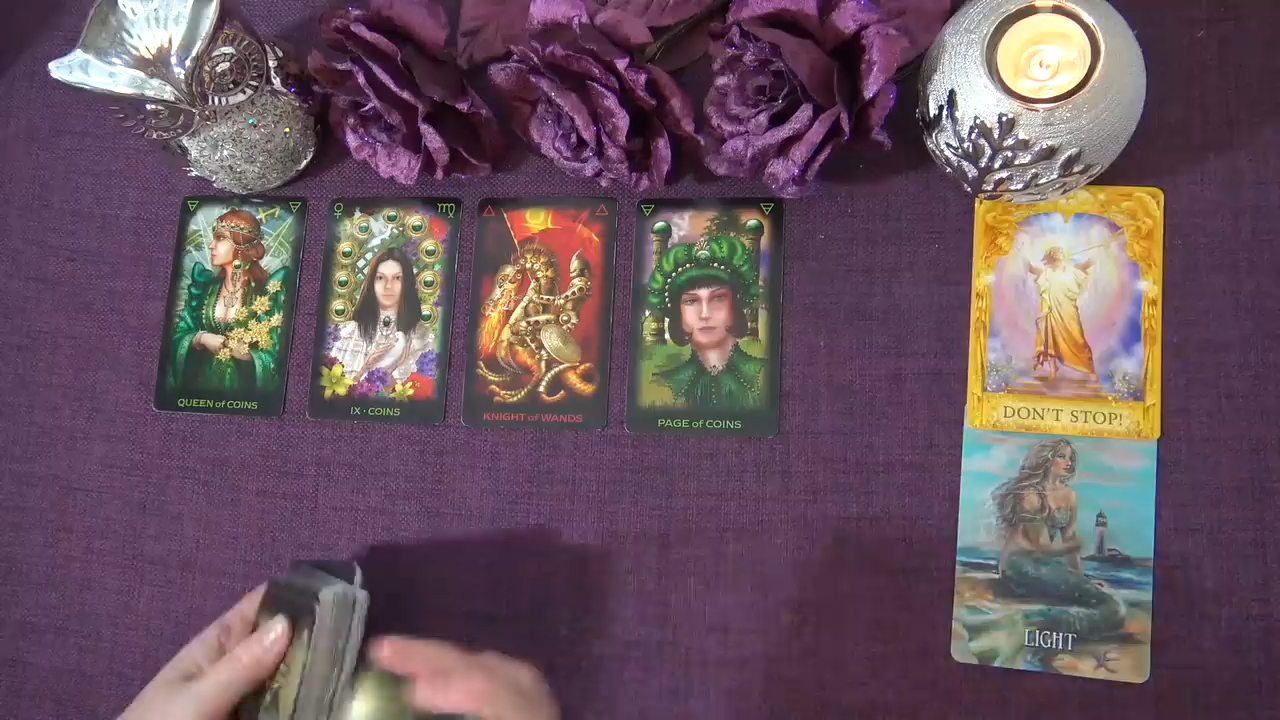 QUEEN of COINS
IX · COINS
KNIGHT of WANDS
PAGE of COINS
DON'T STOP!
LIGHT